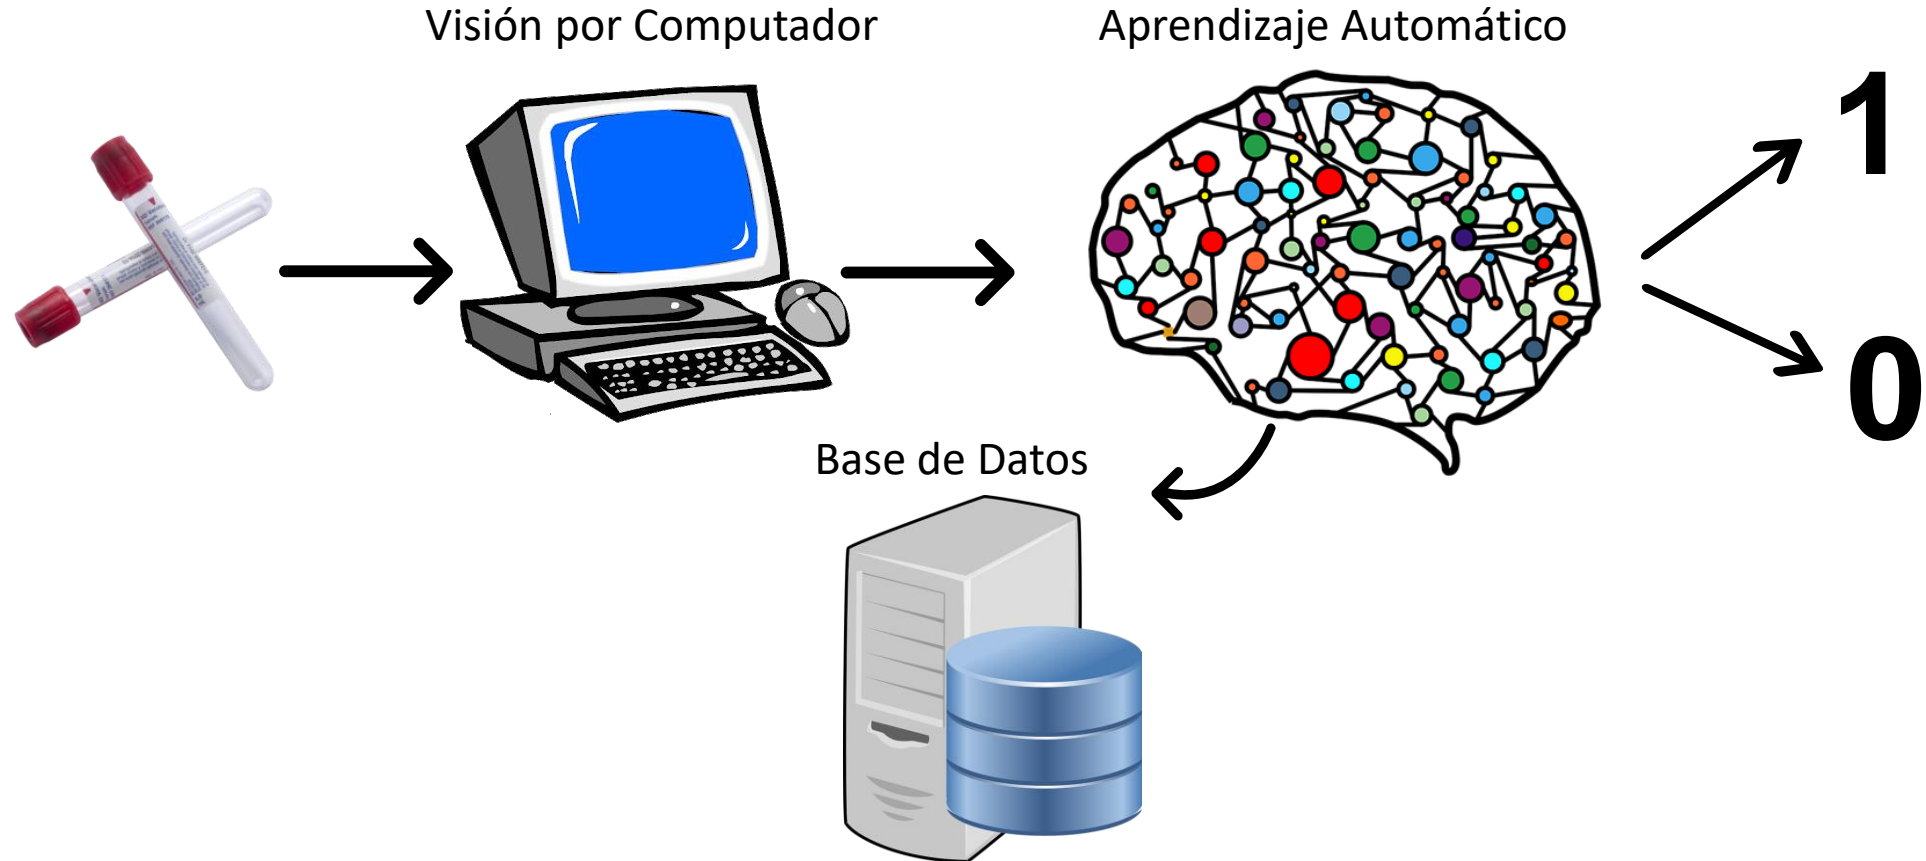 Visión por Computador
Aprendizaje Automático
1
0
Base de Datos